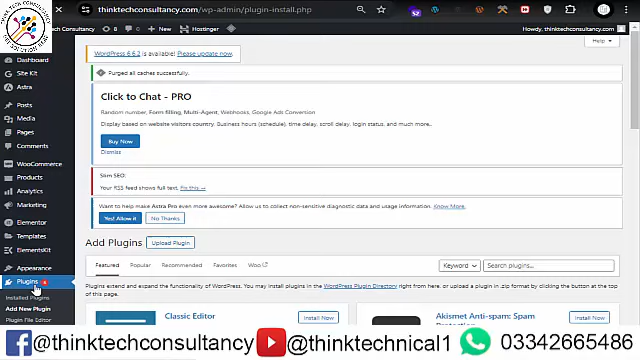 thinktechconsultancy.com/wp-admin/plugin-install.php
ch Consultancy 8 0 New Hostinger Howdy, thinktechconsultancy.com
Help
Dashboard
Site Kit
Astra
Posts
Media
Pages
Comments
WooCommerce
Products
Analytics
Marketing
Elementor
Templates
ElementsKit
Appearance
Plugins 4
Installed Plugins
Add New Plugin
Plugin File Editor
WordPress 6.6.2 is available! Please update now.
Purged all caches successfully.
Click to Chat - PRO
Random number, Form filling, Multi-Agent, Webhooks, Google Ads Conversion
Display based on website visitors country, Business hours (schedule), time delay, scroll delay, login status, and much more..
Buy Now
Dismiss
Slim SEO:
Your RSS feed shows full text. Fix this →
Want to help make Astra Pro even more awesome? Allow us to collect non-sensitive diagnostic data and usage information. Know More.
Yes! Allow it No Thanks
Add Plugins Upload Plugin
Featured Popular Recommended Favorites Woo Keyword Search plugins...
Plugins extend and expand the functionality of WordPress. You may install plugins in the WordPress Plugin Directory right from here, or upload a plugin in .zip format by clicking the button at the top
of this page.
Classic Editor Install Now
Akismet Anti-spam: Spam Install Now
@thinktechconsultancy @thinktechnical1 03342665486